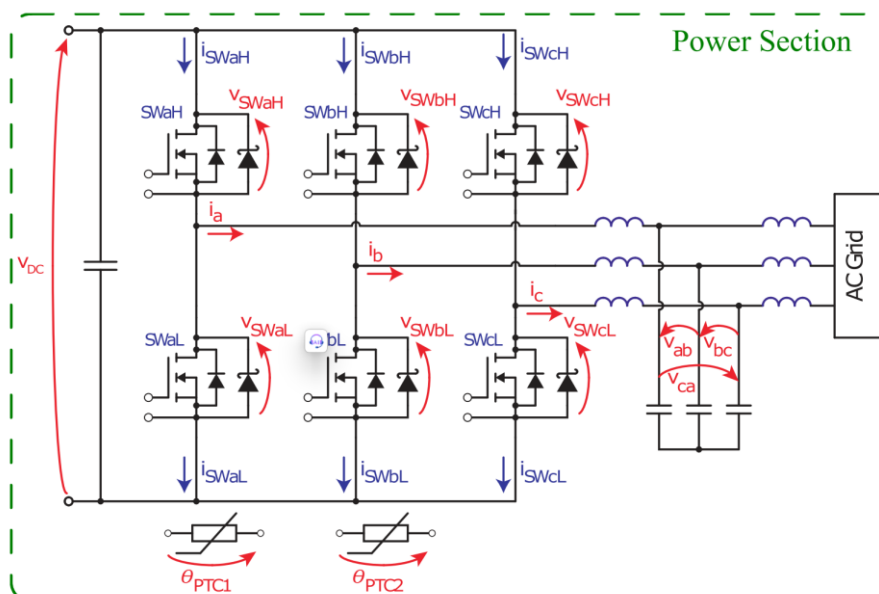 Power Section
iSWaH
iSWbH
iSWcH
SWaH
vSWaH
SWbH
vSWbH
SWcH
vSWcH
ia
ib
ic
vDC
AC Grid
vab
vbc
vca
SWaL
vSWaL
bL
vSWbL
SWcL
vSWcL
iSWaL
iSWbL
iSWcL
θPTC1
θPTC2